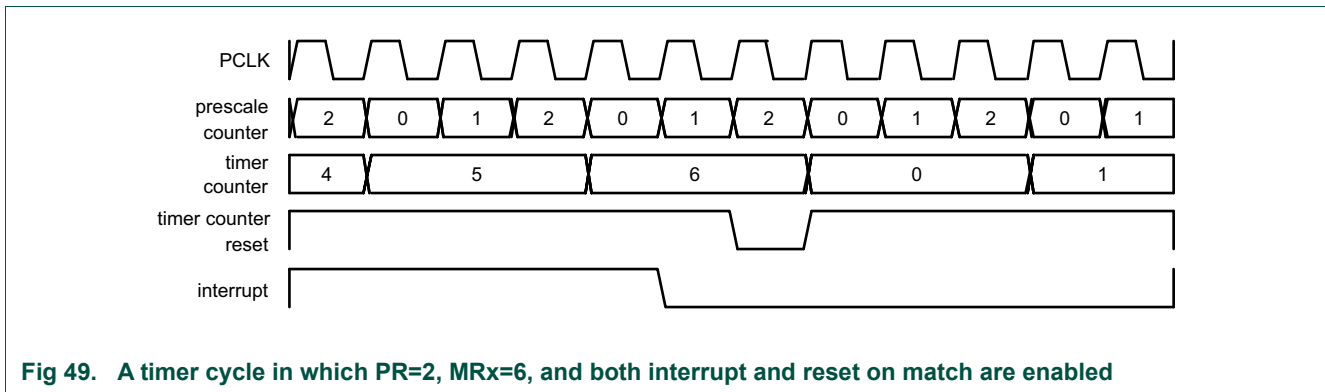 PCLK
prescale
counter
2 0 1 2 0 1 2 0 1 2 0 1
timer
counter
4 5 6 0 1
timer counter
reset
interrupt
Fig 49. A timer cycle in which PR=2, MRx=6, and both interrupt and reset on match are enabled